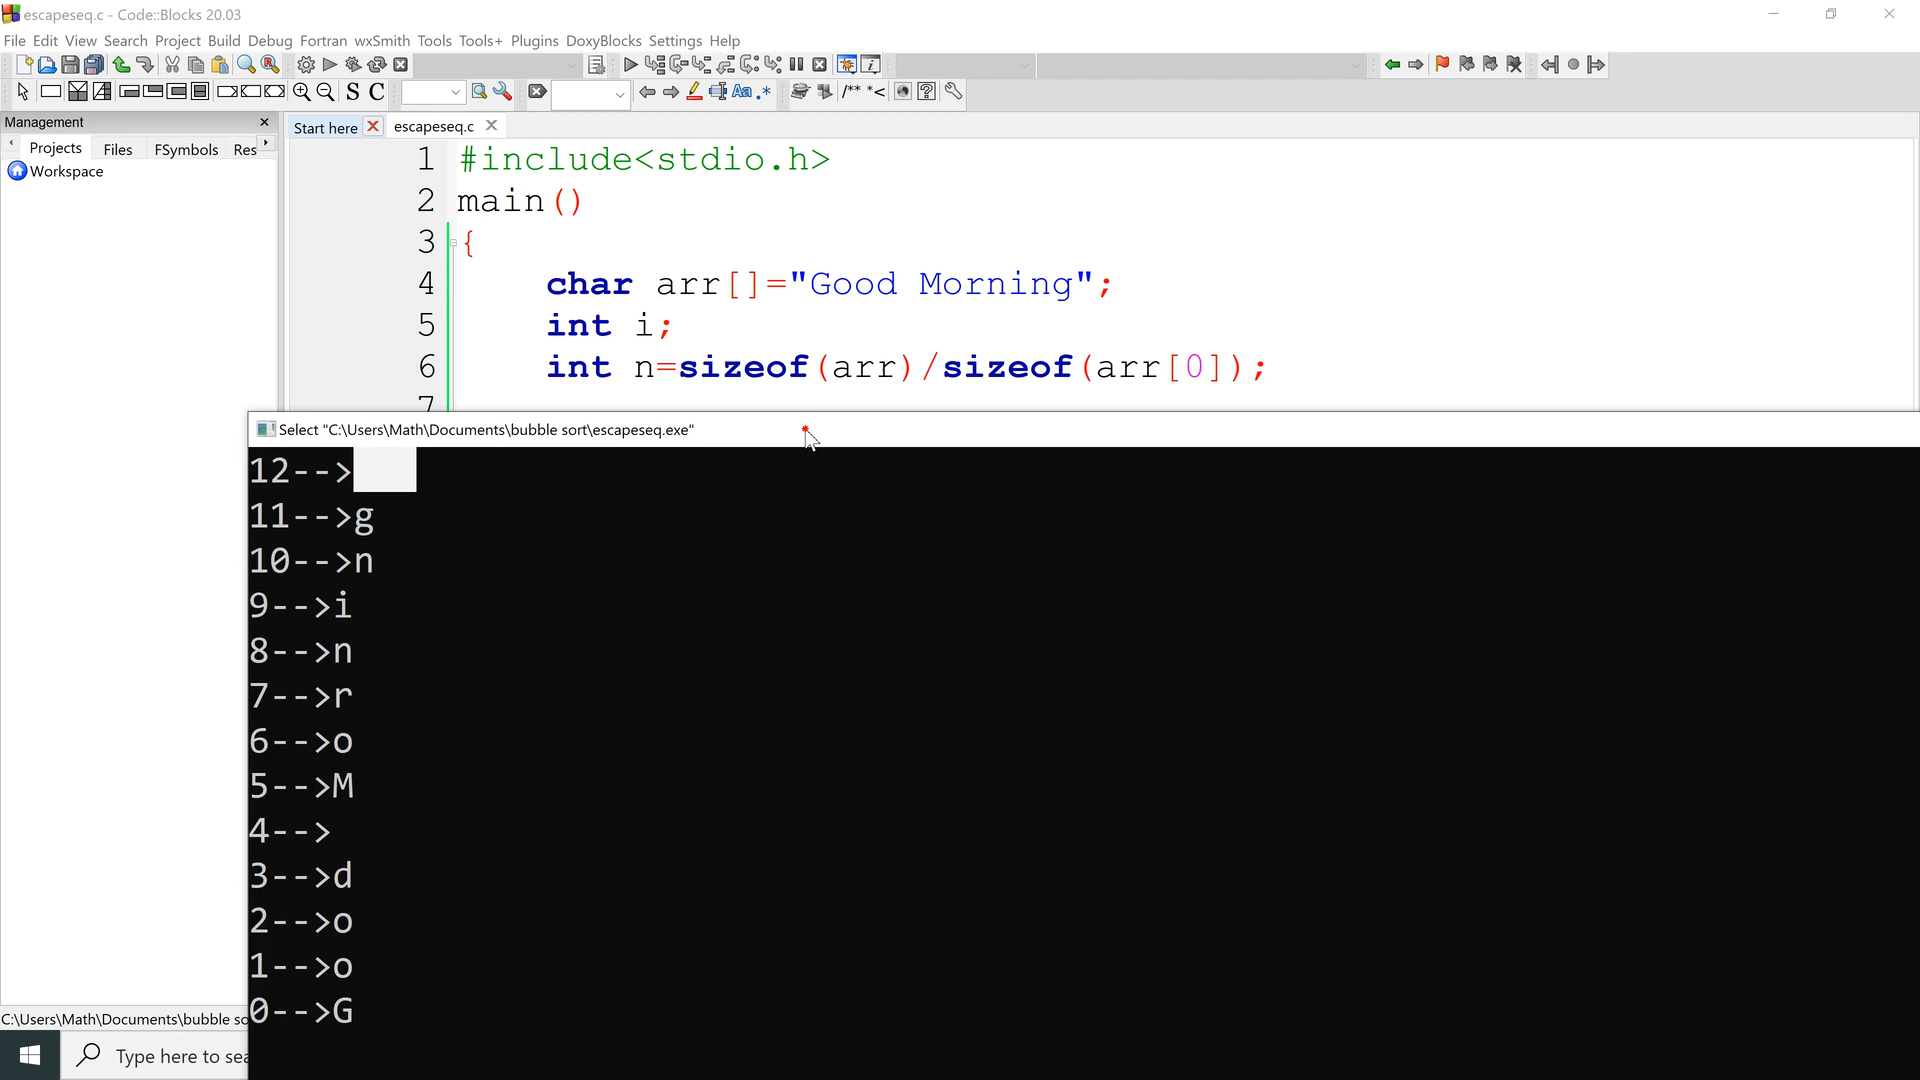 escapeseq.c - Code::Blocks 20.03
File Edit View Search Project Build Debug Fortran wxSmith Tools Tools+ Plugins DoxyBlocks Settings Help
S C
Aa .* /** *<
Management
Projects Files FSymbols Res
Workspace
Start here escapeseq.c
1 #include<stdio.h>
2 main()
3 {
4 char arr[]="Good Morning";
5 int i;
6 int n=sizeof(arr)/sizeof(arr[0]);
7
Select "C:\Users\Math\Documents\bubble sort\escapeseq.exe"
12-->
11-->g
10-->n
9-->i
8-->n
7-->r
6-->o
5-->M
4-->
3-->d
2-->o
1-->o
0-->G
C:\Users\Math\Documents\bubble so
Type here to sea